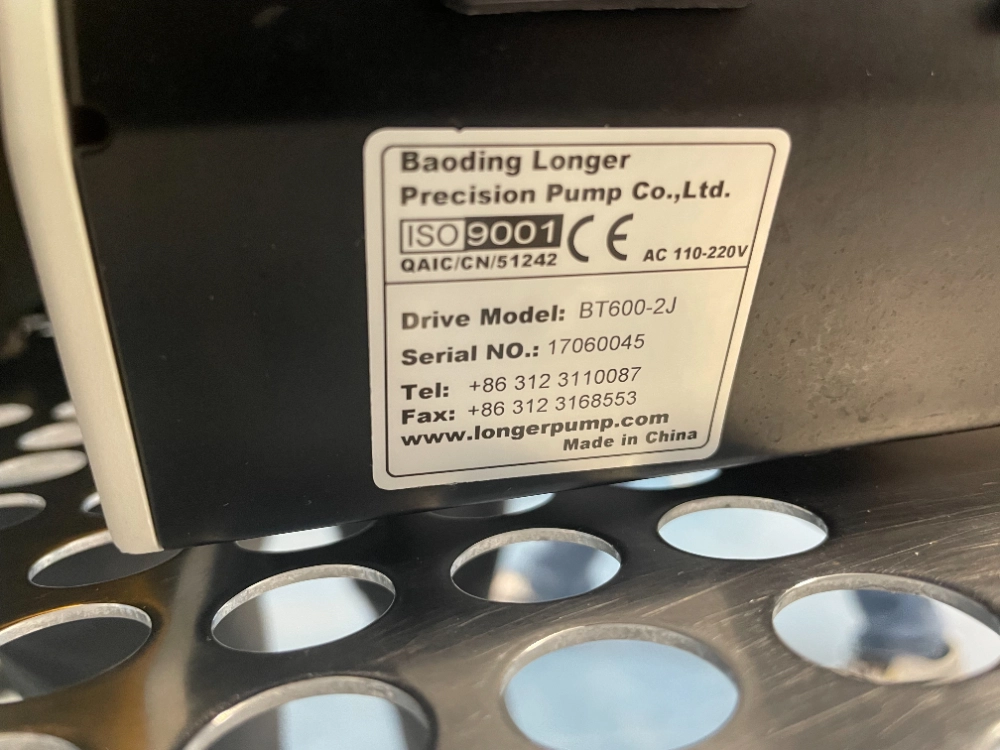 Baoding Longer
Precision Pump Co.,Ltd.
ISO 9001 CE AC 110-220V
QAIC/CN/51242
Drive Model: BT600-2J
Serial NO.: 17060045
Tel: +86 312 3110087
Fax: +86 312 3168553
www.longerpump.com
Made in China